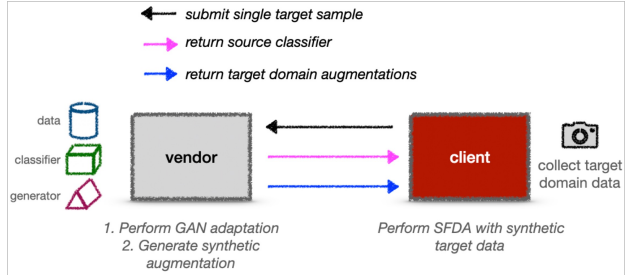 submit single target sample
return source classifier
return target domain augmentations
data
classifier
generator
vendor
client
collect target
domain data
1. Perform GAN adaptation
2. Generate synthetic
augmentation
Perform SFDA with synthetic
target data